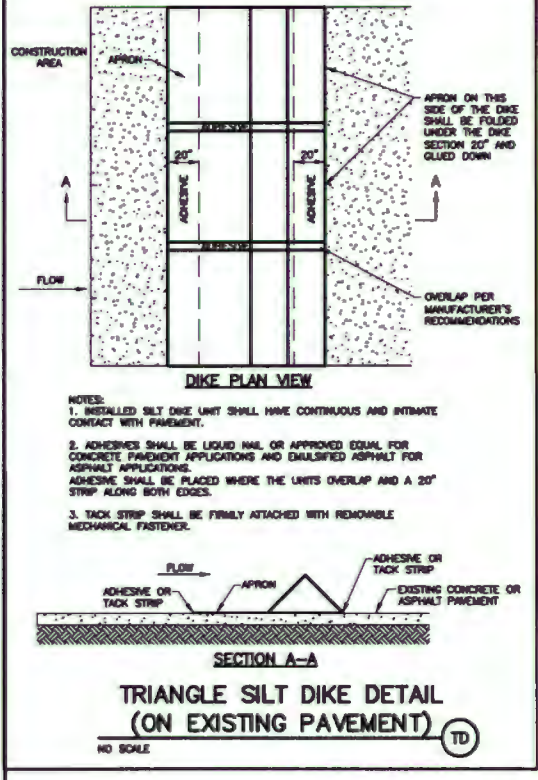 CONSTRUCTION
AREA
APRON
APRON ON THIS
SIDE OF THE DIKE
SHALL BE FOLDED
UNDER THE DIKE
SECTION 20" AND
GLUED DOWN
ADHESIVE
20"
20"
ADHESIVE
ADHESIVE
A
A
ADHESIVE
FLOW
OVERLAP PER
MANUFACTURER'S
RECOMMENDATIONS
DIKE PLAN VIEW
NOTES:
1. INSTALLED SILT DIKE UNIT SHALL HAVE CONTINUOUS AND INTIMATE
CONTACT WITH PAVEMENT.
2. ADHESIVES SHALL BE LIQUID NAIL OR APPROVED EQUAL FOR
CONCRETE PAVEMENT APPLICATIONS AND EMULSIFIED ASPHALT FOR
ASPHALT APPLICATIONS.
ADHESIVE SHALL BE PLACED WHERE THE UNITS OVERLAP AND A 20"
STRIP ALONG BOTH EDGES.
3. TACK STRIP SHALL BE FIRMLY ATTACHED WITH REMOVABLE
MECHANICAL FASTENER.
FLOW
ADHESIVE OR
TACK STRIP
APRON
ADHESIVE OR
TACK STRIP
EXISTING CONCRETE OR
ASPHALT PAVEMENT
SECTION A-A
TRIANGLE SILT DIKE DETAIL
(ON EXISTING PAVEMENT)
TD
NO SCALE